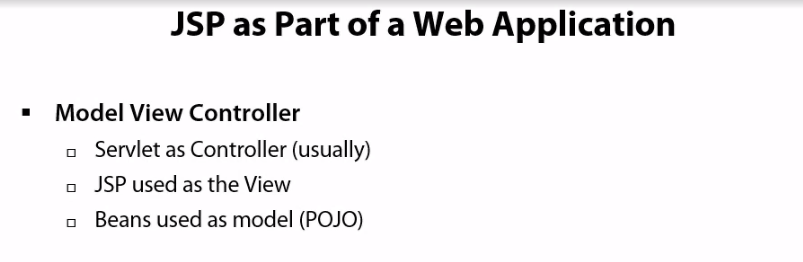 JSP as Part of a Web Application
▪ Model View Controller
▫ Servlet as Controller (usually)
▫ JSP used as the View
▫ Beans used as model (POJO)